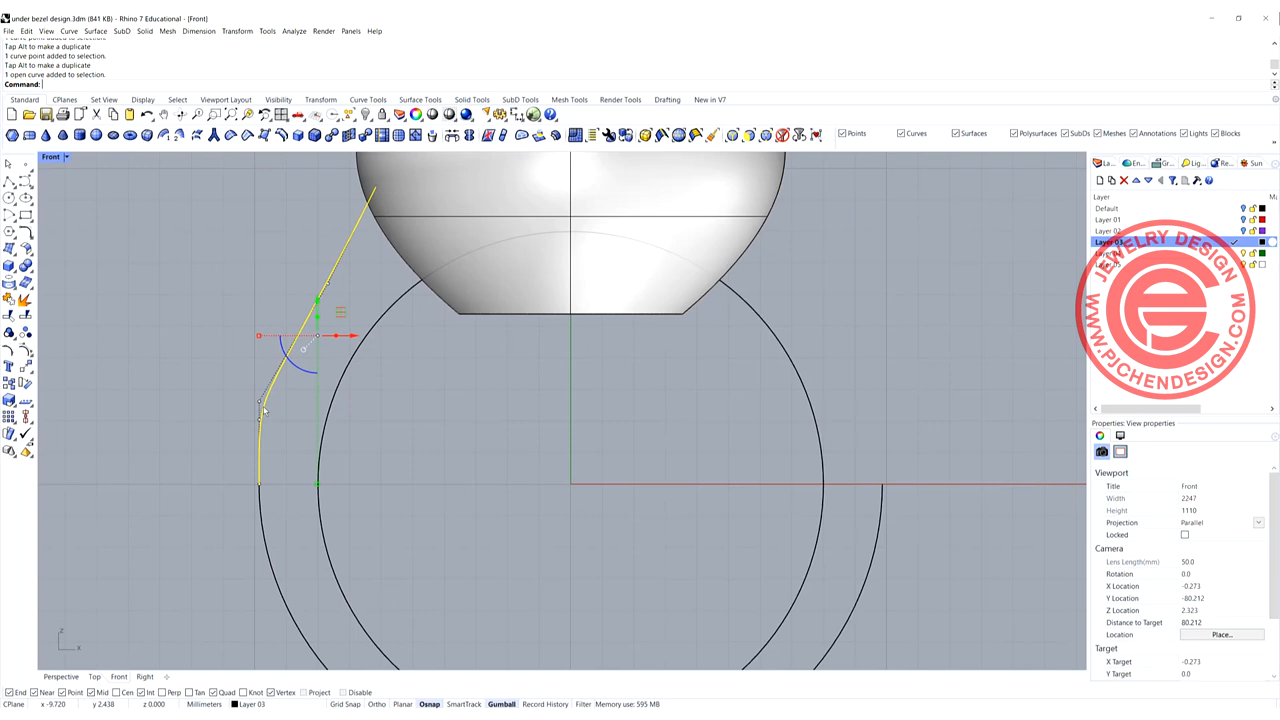 under bezel design.3dm (841 KB) - Rhino 7 Educational - [Front]
File Edit View Curve Surface SubD Solid Mesh Dimension Transform Tools Analyze Render Panels Help
Tap Alt to make a duplicate
1 curve point added to selection.
Tap Alt to make a duplicate
1 open curve added to selection.
Command:
Standard CPlanes Set View Display Select Viewport Layout Visibility Transform Curve Tools Surface Tools Solid Tools SubD Tools Mesh Tools Render Tools Drafting New in V7
Points Curves Surfaces Polysurfaces SubDs Meshes Annotations Lights Blocks
Front
La... En... Gr... Lig... Re... Sun
Layer
Default
Layer 01
Layer 02
Layer 03
JEWELRY DESIGN
WWW.PJCHENDESIGN.COM
Properties: View properties
Viewport
Title Front
Width 2247
Height 1110
Projection Parallel
Locked
Camera
Lens Length(mm) 50.0
Rotation 0.0
X Location -0.273
Y Location -80.212
Z Location 2.323
Distance to Target 80.212
Location Place...
Target
X Target -0.273
Y Target 0.0
z
x
Perspective Top Front Right
End Near Point Mid Cen Int Perp Tan Quad Knot Vertex Project Disable
CPlane x -9.720 y 2.438 z 0.000 Millimeters Layer 03 Grid Snap Ortho Planar Osnap SmartTrack Gumball Record History Filter Memory use: 595 MB